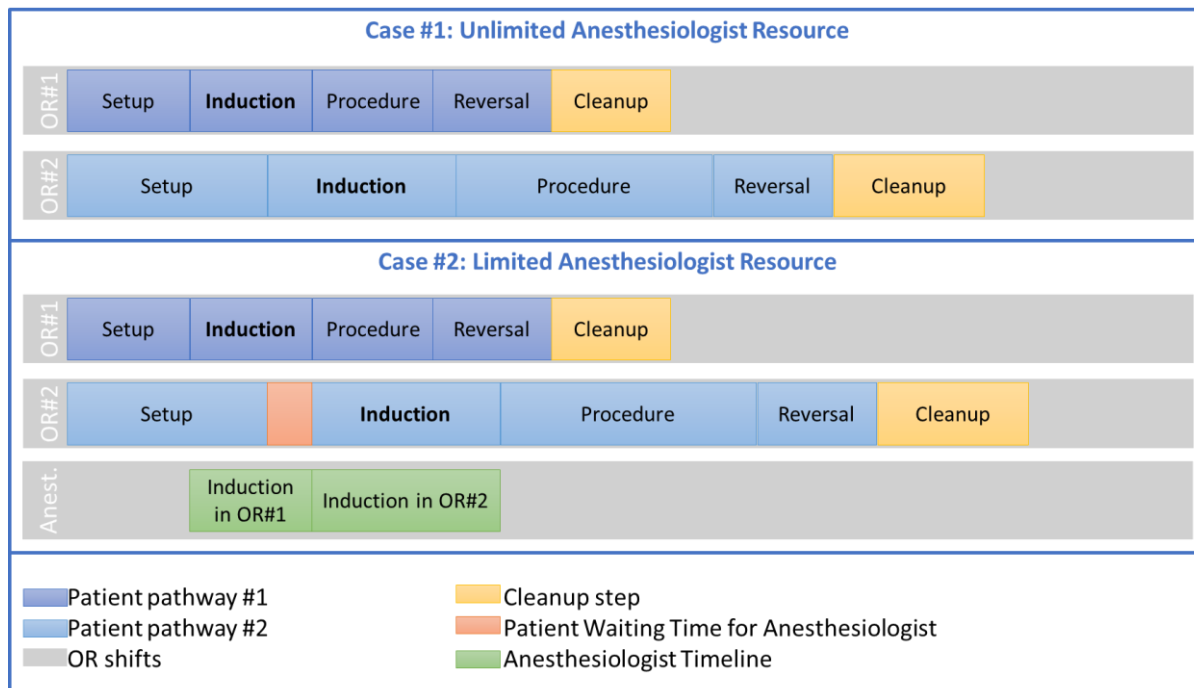 Case #1: Unlimited Anesthesiologist Resource
OR#1
Setup
Induction
Procedure
Reversal
Cleanup
OR#2
Setup
Induction
Procedure
Reversal
Cleanup
Case #2: Limited Anesthesiologist Resource
OR#1
Setup
Induction
Procedure
Reversal
Cleanup
OR#2
Setup
Induction
Procedure
Reversal
Cleanup
Anest.
Induction
in OR#1
Induction in OR#2
Patient pathway #1
Patient pathway #2
OR shifts
Cleanup step
Patient Waiting Time for Anesthesiologist
Anesthesiologist Timeline